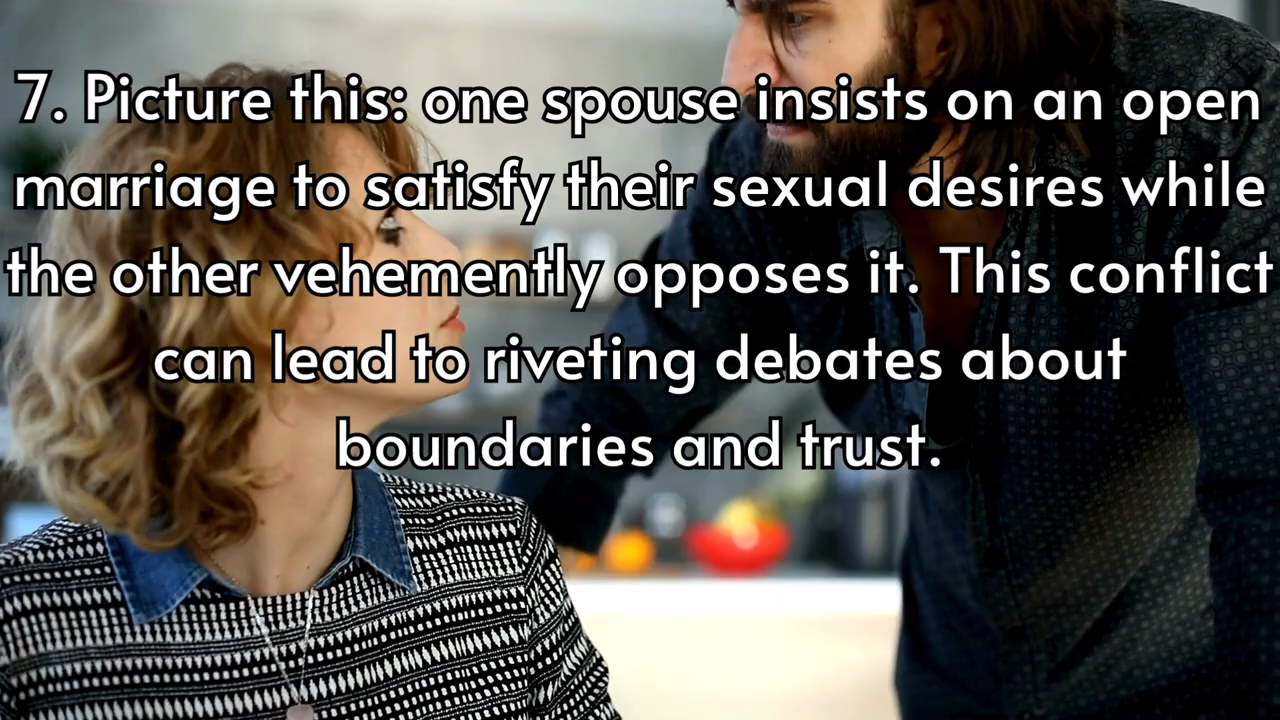 7. Picture this: one spouse insists on an open
marriage to satisfy their sexual desires while
the other vehemently opposes it. This conflict
can lead to riveting debates about
boundaries and trust.